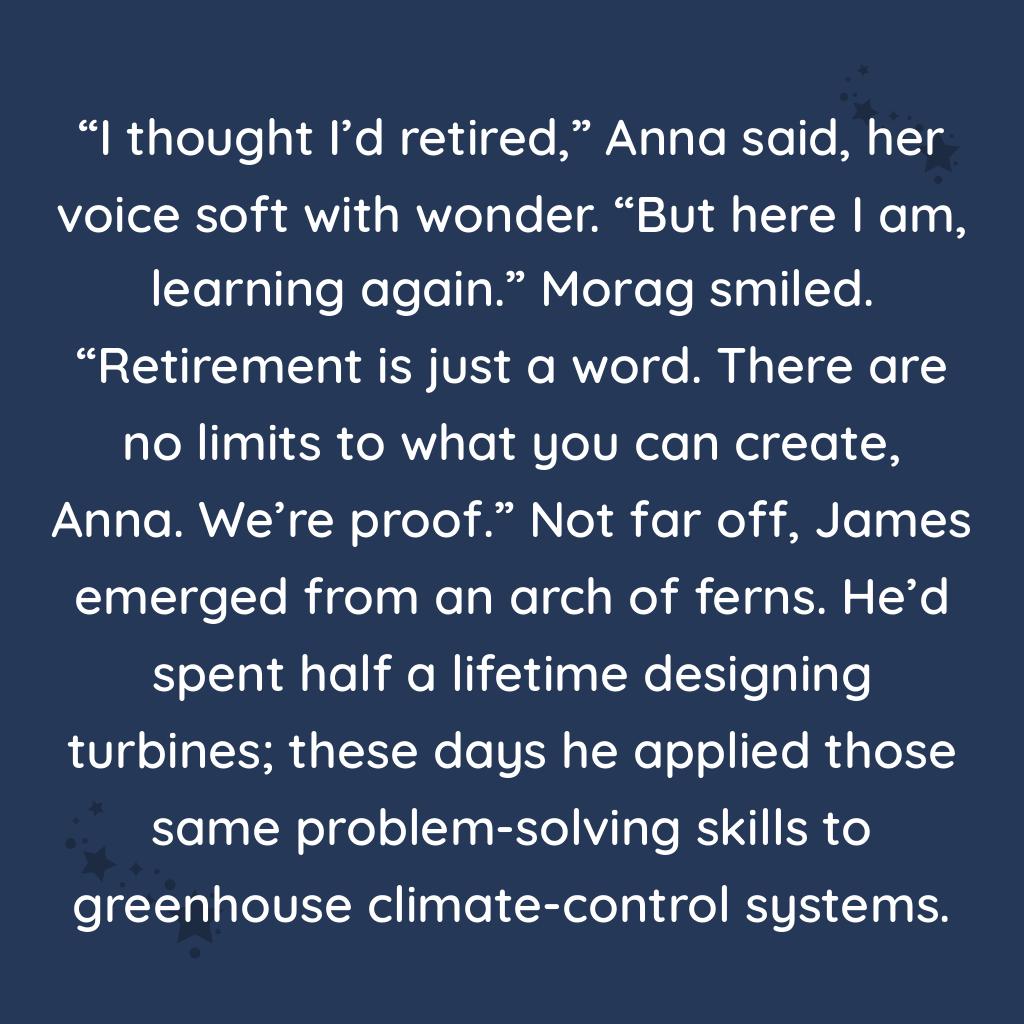 “I thought I’d retired,” Anna said, her
voice soft with wonder. “But here I am,
learning again.” Morag smiled.
“Retirement is just a word. There are
no limits to what you can create,
Anna. We’re proof.” Not far off, James
emerged from an arch of ferns. He’d
spent half a lifetime designing
turbines; these days he applied those
same problem-solving skills to
greenhouse climate-control systems.